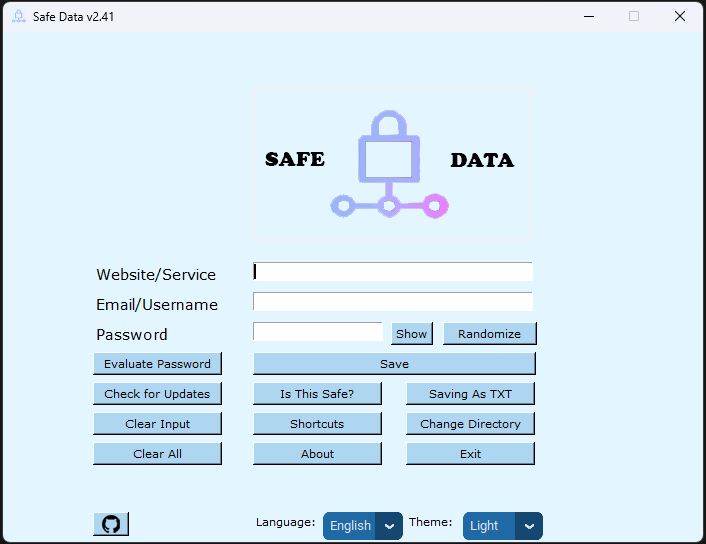 Safe Data v2.41
SAFE DATA
Website/Service
Email/Username
Password Show Randomize
Evaluate Password Save
Check for Updates Is This Safe? Saving As TXT
Clear Input Shortcuts Change Directory
Clear All About Exit
Language: English Theme: Light